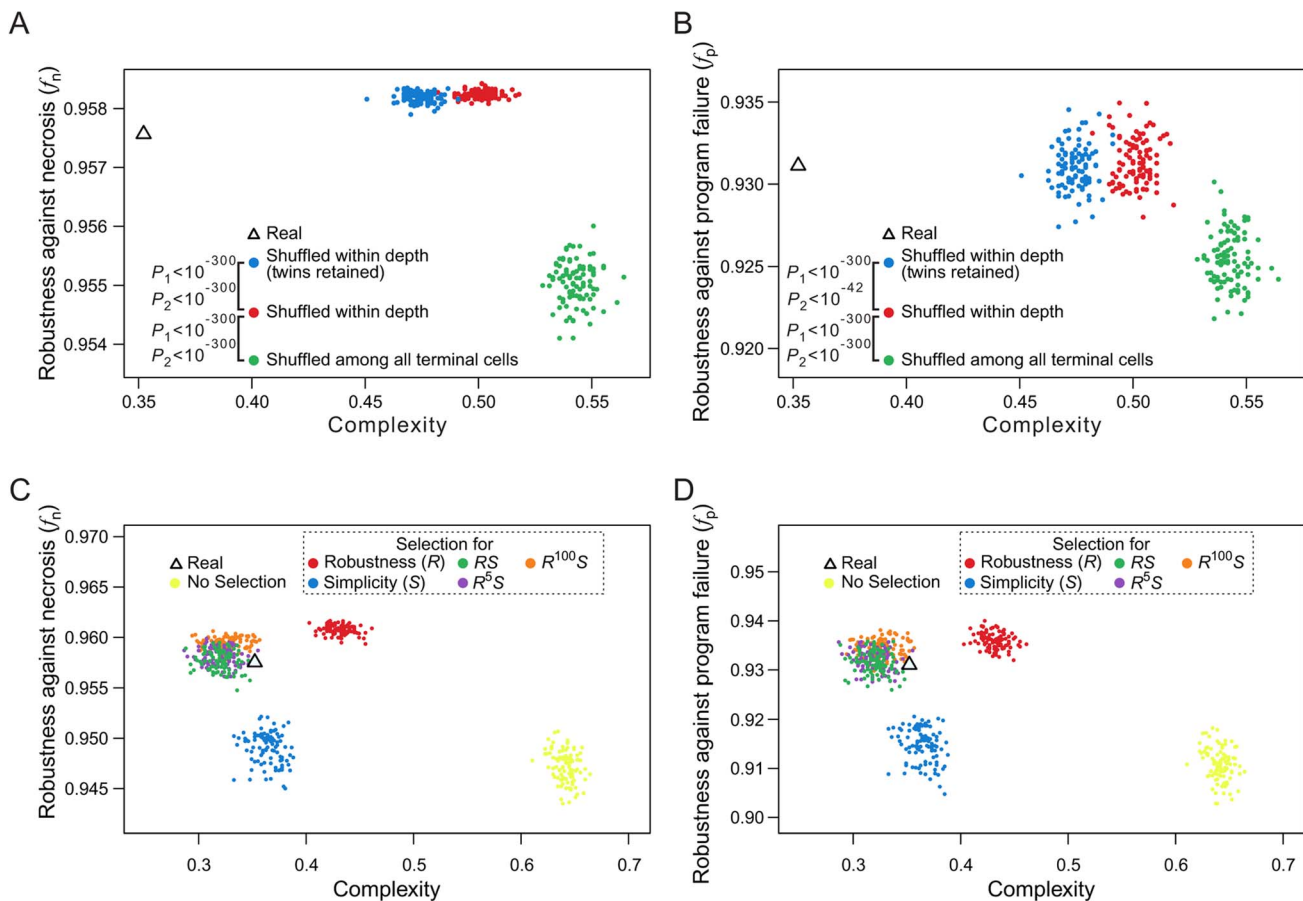 A
Robustness against necrosis (fn)
0.958
0.957
0.956
0.955
0.954
0.35
0.40
0.45
0.50
0.55
Complexity
Real
Shuffled within depth
(twins retained)
Shuffled within depth
Shuffled among all terminal cells
P1<10-300
P2<10-300
P1<10-300
P2<10-300
B
Robustness against program failure (fp)
0.935
0.930
0.925
0.920
0.35
0.40
0.45
0.50
0.55
Complexity
Real
Shuffled within depth
(twins retained)
Shuffled within depth
Shuffled among all terminal cells
P1<10-300
P2<10-42
P1<10-300
P2<10-300
C
Robustness against necrosis (fn)
0.970
0.965
0.960
0.955
0.950
0.945
0.3
0.4
0.5
0.6
0.7
Complexity
Real
No Selection
Selection for
Robustness (R)
RS
R100S
Simplicity (S)
R5S
D
Robustness against program failure (fp)
0.95
0.94
0.93
0.92
0.91
0.90
0.3
0.4
0.5
0.6
0.7
Complexity
Real
No Selection
Selection for
Robustness (R)
RS
R100S
Simplicity (S)
R5S